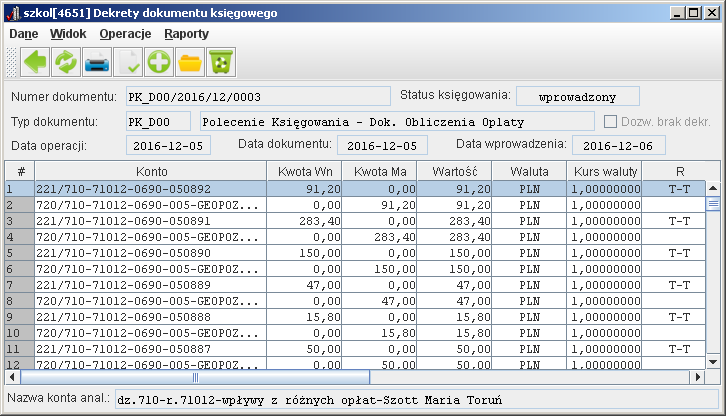 szkol[4651] Dekrety dokumentu księgowego
Dane Widok Operacje Raporty
Numer dokumentu: PK_DOO/2016/12/0003 Status księgowania: wprowadzony
Typ dokumentu: PK_DOO Polecenie Księgowania - Dok. Obliczenia Opłaty Dozw. brak dekr.
Data operacji: 2016-12-05 Data dokumentu: 2016-12-05 Data wprowadzenia: 2016-12-06
# Konto Kwota Wn Kwota Ma Wartość Waluta Kurs waluty R
1 221/710-71012-0690-050892 91,20 0,00 91,20 PLN 1,00000000 T-T
2 720/710-71012-0690-005-GEOPOZ... 0,00 91,20 91,20 PLN 1,00000000
3 221/710-71012-0690-050891 283,40 0,00 283,40 PLN 1,00000000 T-T
4 720/710-71012-0690-005-GEOPOZ... 0,00 283,40 283,40 PLN 1,00000000
5 221/710-71012-0690-050890 150,00 0,00 150,00 PLN 1,00000000 T-T
6 720/710-71012-0690-005-GEOPOZ... 0,00 150,00 150,00 PLN 1,00000000
7 221/710-71012-0690-050889 47,00 0,00 47,00 PLN 1,00000000 T-T
8 720/710-71012-0690-005-GEOPOZ... 0,00 47,00 47,00 PLN 1,00000000
9 221/710-71012-0690-050888 15,80 0,00 15,80 PLN 1,00000000 T-T
10 720/710-71012-0690-005-GEOPOZ... 0,00 15,80 15,80 PLN 1,00000000
11 221/710-71012-0690-050887 50,00 0,00 50,00 PLN 1,00000000 T-T
12 720/710-71012-0690-005-GEOPOZ... 0,00 50,00 50,00 PLN 1,00000000
Nazwa konta anal.: dz.710-r.71012-wpływy z różnych opłat-Szott Maria Toruń